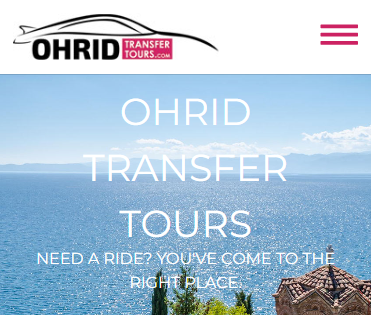 OHRID TRANSFER
TOURS.COM
OHRID
TRANSFER
TOURS
NEED A RIDE? YOU'VE COME TO THE
RIGHT PLACE.